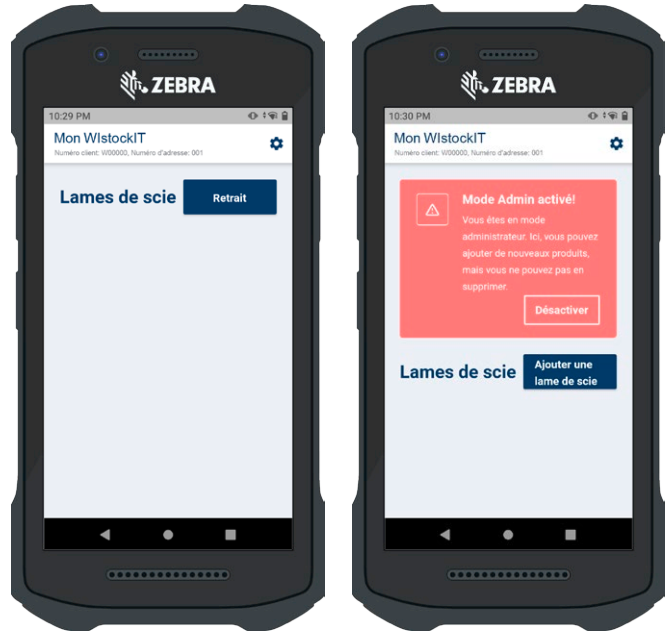 ZEBRA
10:29 PM
Mon WIstockIT
Numéro client: W00000, Numéro d'adresse: 001
Lames de scie
Retrait
ZEBRA
10:30 PM
Mon WIstockIT
Numéro client: W00000, Numéro d'adresse: 001
Mode Admin activé!
Vous êtes en mode
administrateur. Ici, vous pouvez
ajouter de nouveaux produits,
mais vous ne pouvez pas en
supprimer.
Désactiver
Lames de scie
Ajouter une
lame de scie